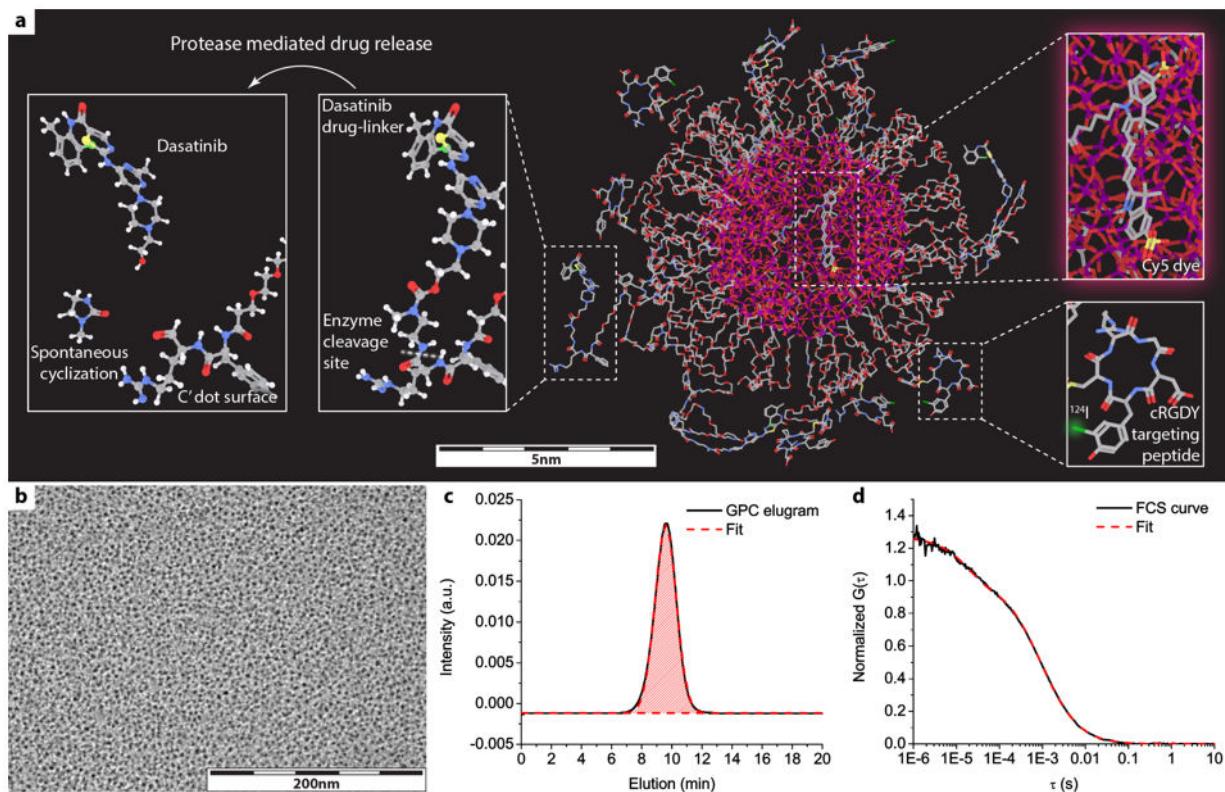 a
Protease mediated drug release
Dasatinib
Spontaneous
cyclization
C' dot surface
Dasatinib
drug-linker
Enzyme
cleavage
site
5nm
Cy5 dye
124I
cRGDY
targeting
peptide
b
200nm
c
GPC elugram
Fit
Intensity (a.u.)
0.025
0.020
0.015
0.010
0.005
0.000
-0.005
0 2 4 6 8 10 12 14 16 18 20
Elution (min)
d
FCS curve
Fit
Normalized G(τ)
1.4
1.2
1.0
0.8
0.6
0.4
0.2
0.0
1E-6 1E-5 1E-4 1E-3 0.01 0.1 1 10
τ (s)